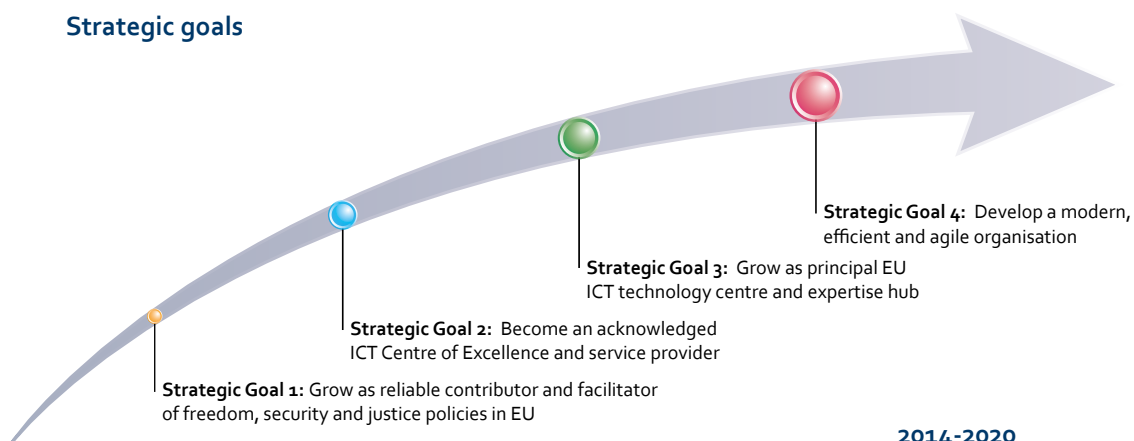 Strategic goals
Strategic Goal 4: Develop a modern,
efficient and agile organisation
Strategic Goal 3: Grow as principal EU
ICT technology centre and expertise hub
Strategic Goal 2: Become an acknowledged
ICT Centre of Excellence and service provider
Strategic Goal 1: Grow as reliable contributor and facilitator
of freedom, security and justice policies in EU
2014-2020